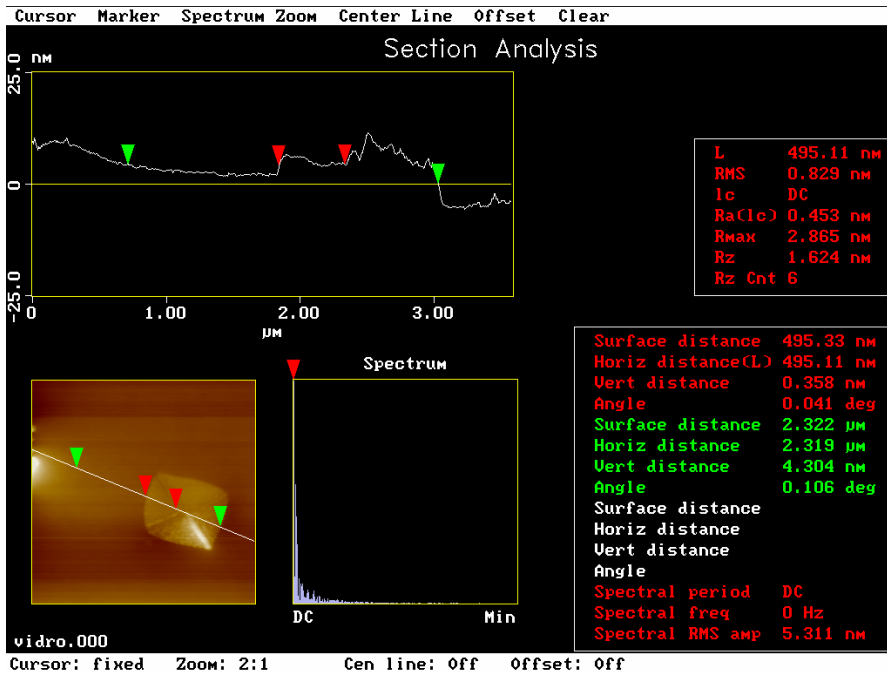 Cursor Marker Spectrum Zoom Center Line Offset Clear
Section Analysis
nM
25.0
0
-25.0
0 1.00 2.00 3.00
µM
L 495.11 nM
RMS 0.829 nM
lc DC
Ra(lc) 0.453 nM
Rmax 2.865 nM
Rz 1.624 nM
Rz Cnt 6
Spectrum
DC Min
Surface distance 495.33 nM
Horiz distance(L) 495.11 nM
Vert distance 0.358 nM
Angle 0.041 deg
Surface distance 2.322 µM
Horiz distance 2.319 µM
Vert distance 4.304 nM
Angle 0.106 deg
Surface distance
Horiz distance
Vert distance
Angle
Spectral period DC
Spectral freq 0 Hz
Spectral RMS amp 5.311 nM
vidro.000
Cursor: fixed Zoom: 2:1 Cen line: Off Offset: Off